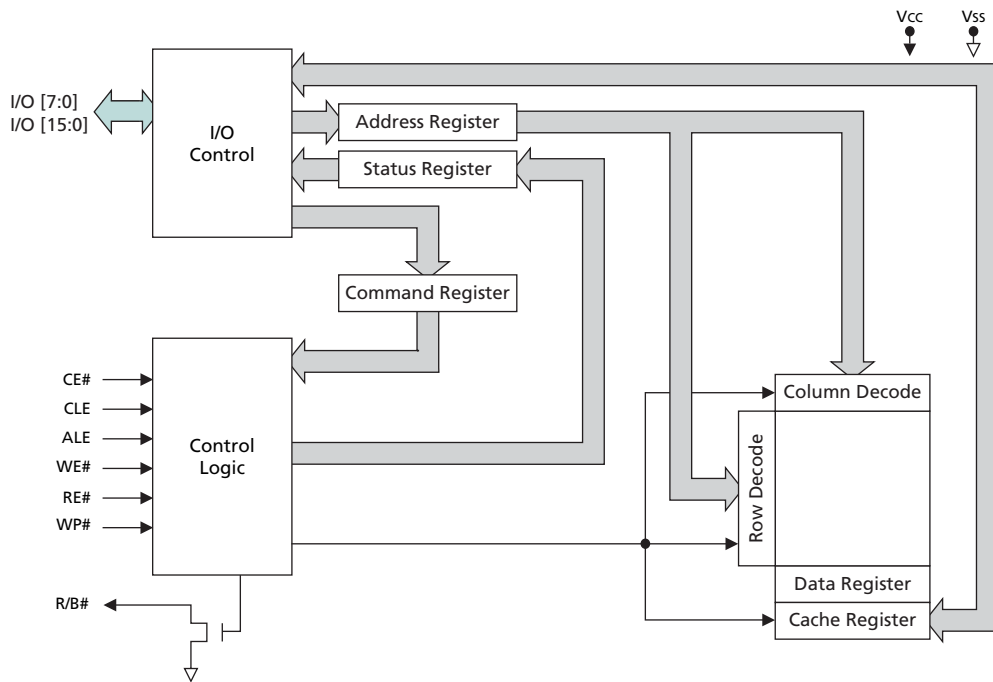 Vcc
Vss
I/O [7:0]
I/O [15:0]
I/O
Control
Address Register
Status Register
Command Register
CE#
CLE
ALE
WE#
RE#
WP#
Control
Logic
Column Decode
Row Decode
Data Register
Cache Register
R/B#